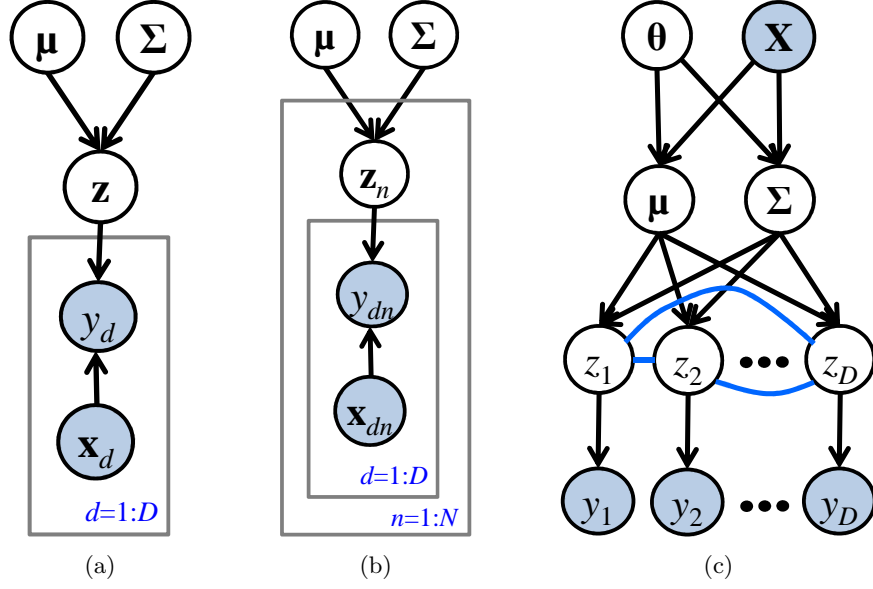 μ Σ
z
y_d
x_d
d=1:D
(a)
μ Σ
z_n
y_dn
x_dn
d=1:D
n=1:N
(b)
θ X
μ Σ
z_1 z_2 ••• z_D
y_1 y_2 ••• y_D
(c)